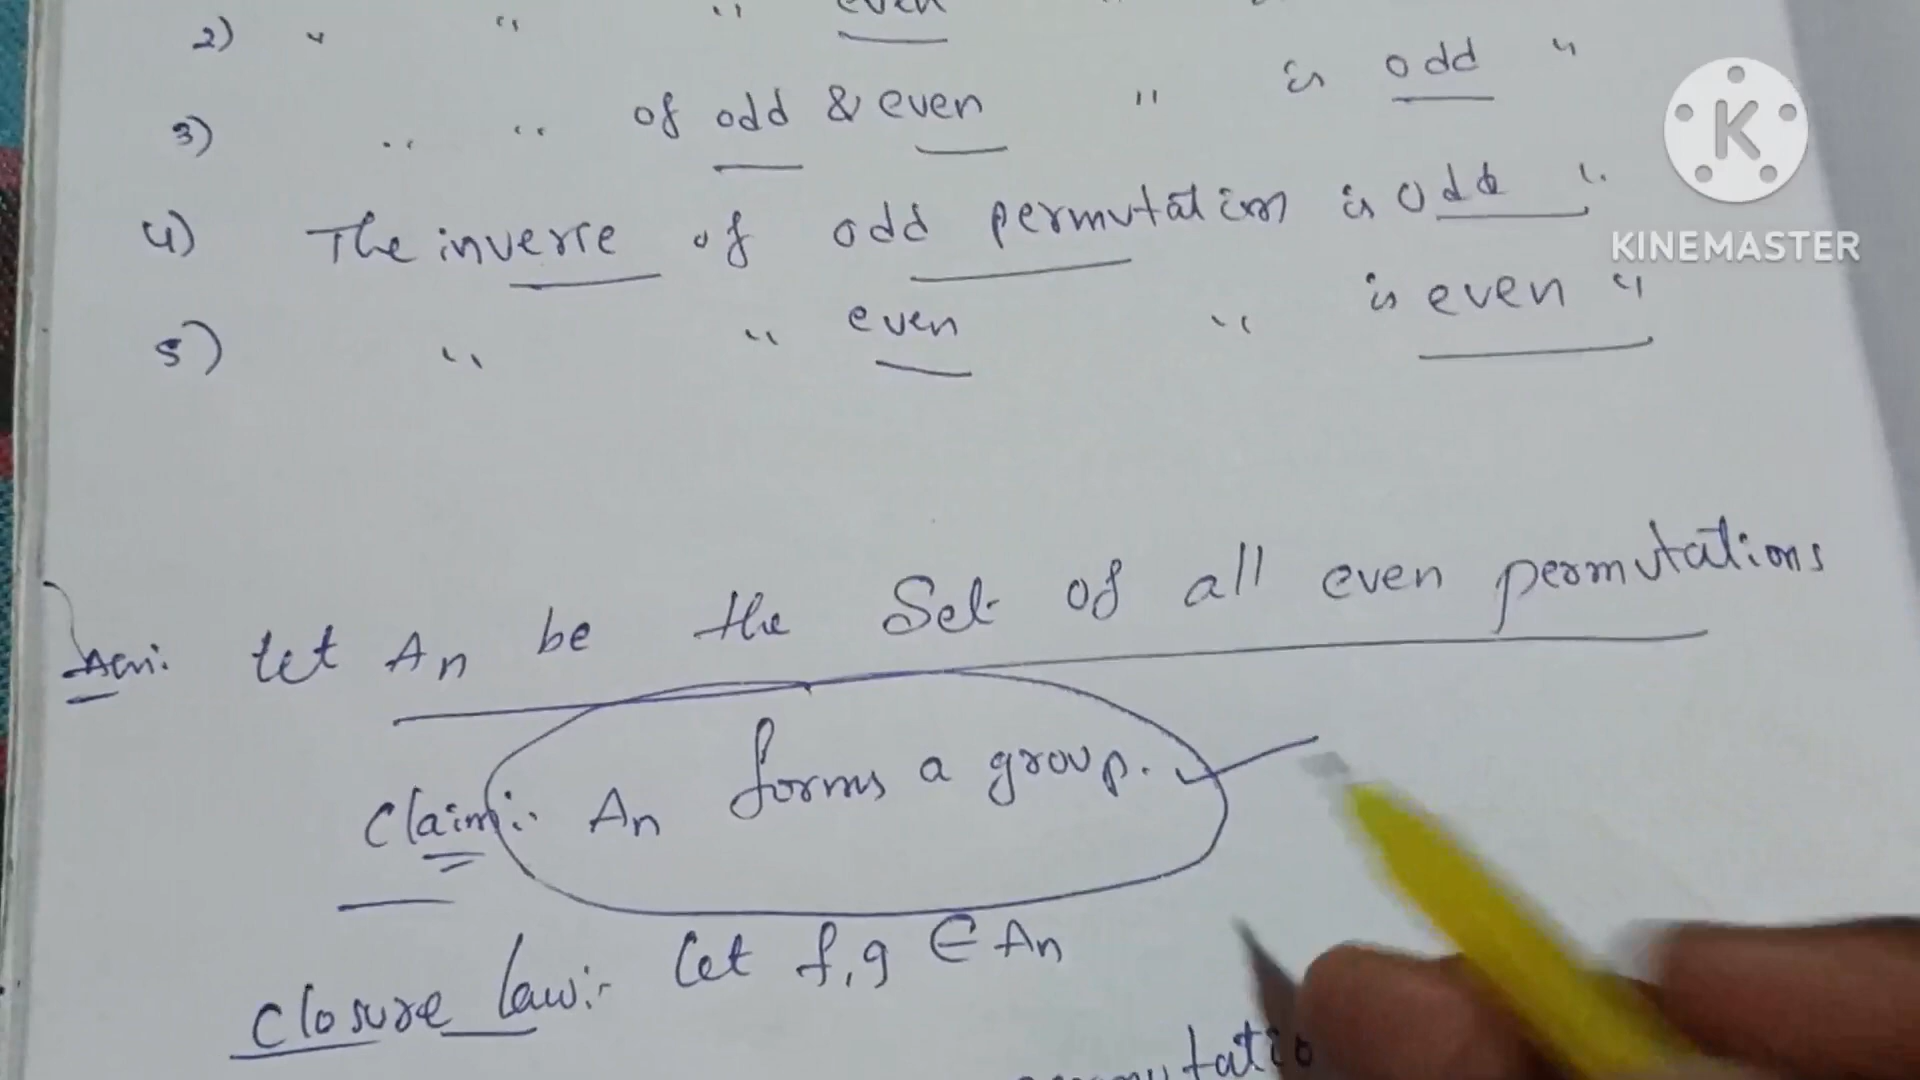 2) " " " even
3) " " of odd & even " is odd "
4) The inverse of odd permutation is odd "
5) " " even " is even "
Let An be the Set of all even permutations
Claim:- An forms a group.
Closure law:- Let f,g ∈ An
K
KINEMASTER